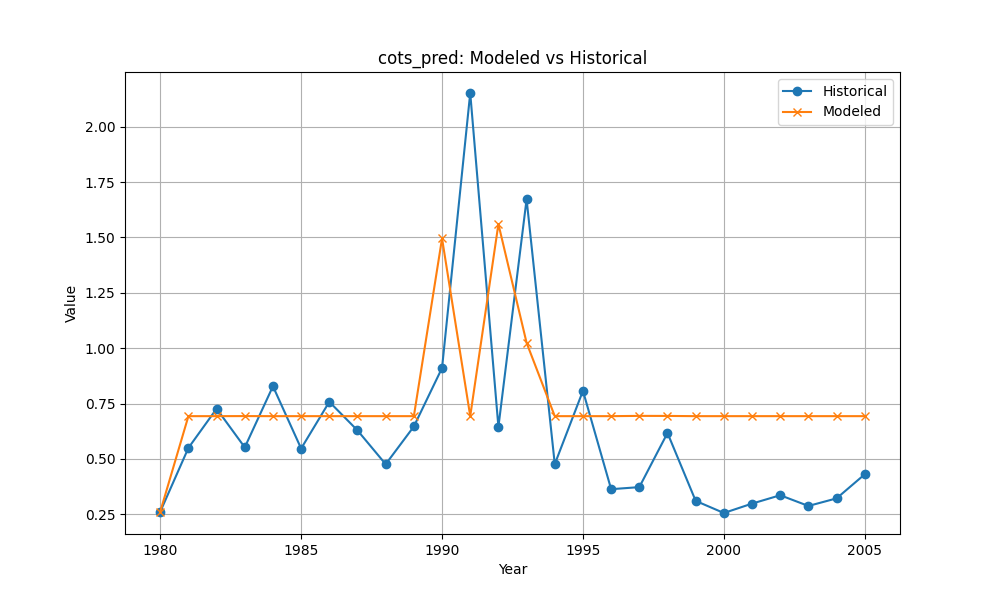 cots_pred: Modeled vs Historical
Historical
Modeled
Value
2.00
1.75
1.50
1.25
1.00
0.75
0.50
0.25
1980 1985 1990 1995 2000 2005
Year